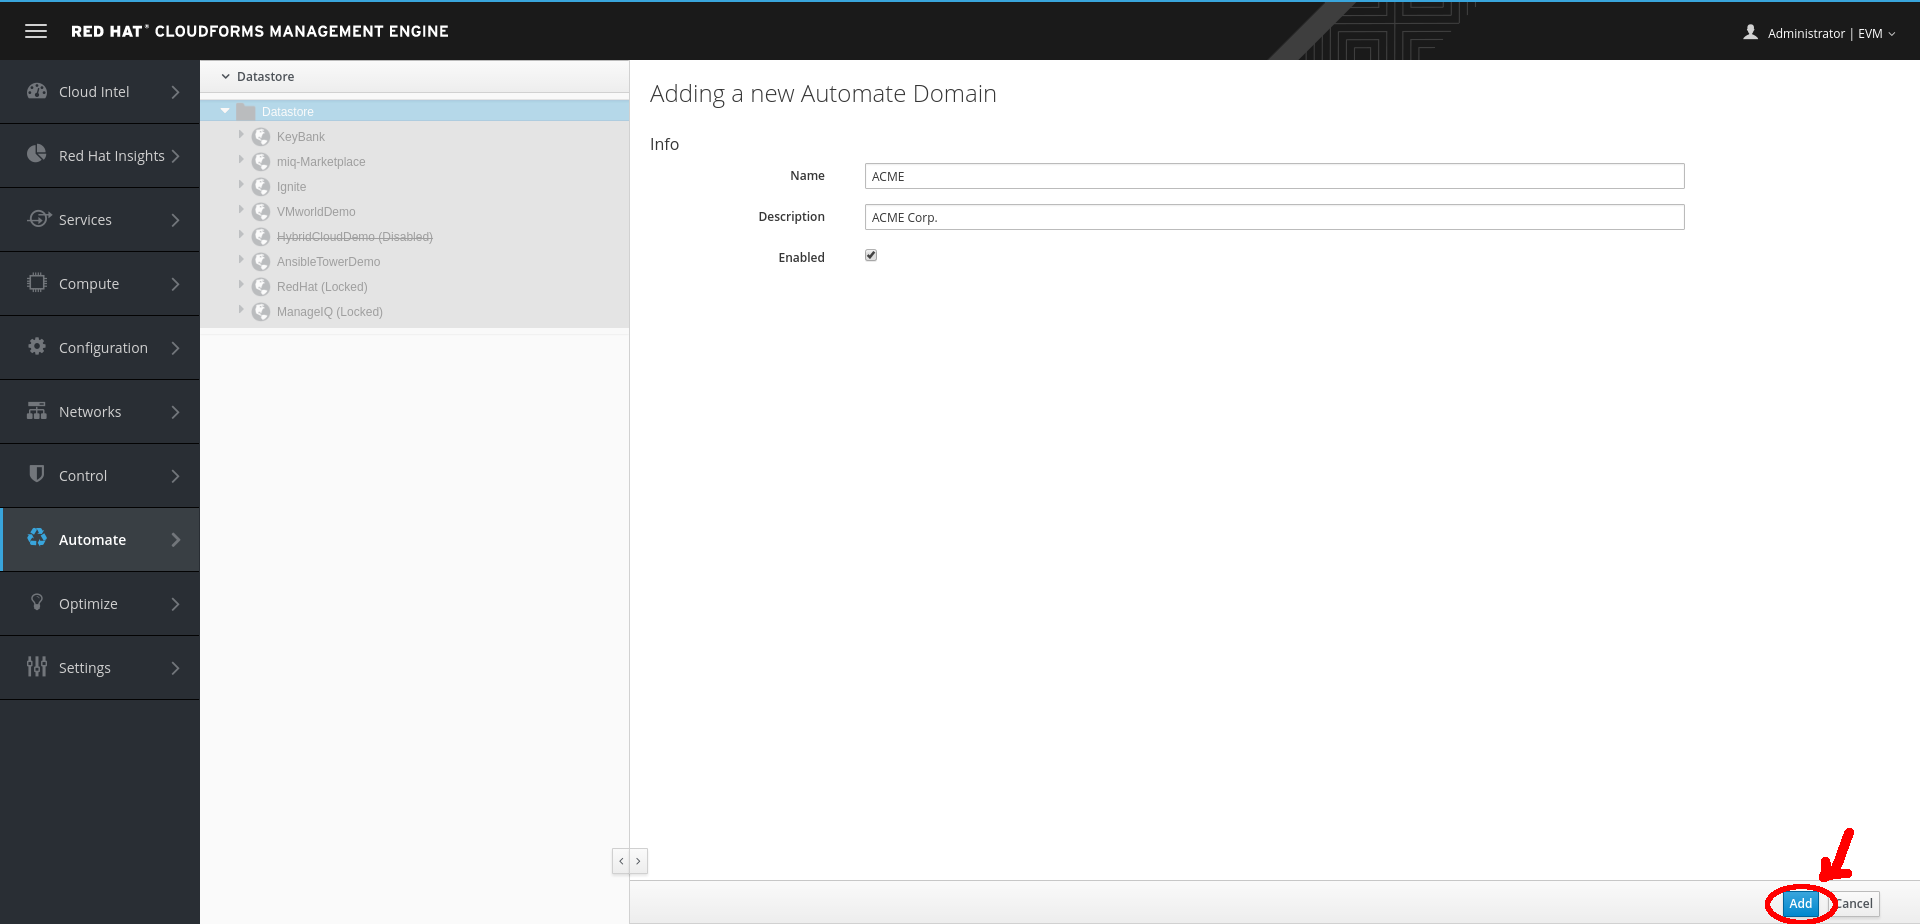 RED HAT® CLOUDFORMS MANAGEMENT ENGINE
Administrator | EVM
Cloud Intel
Red Hat Insights
Services
Compute
Configuration
Networks
Control
Automate
Optimize
Settings
Datastore
Datastore
KeyBank
miq-Marketplace
Ignite
VMworldDemo
HybridCloudDemo (Disabled)
AnsibleTowerDemo
RedHat (Locked)
ManageIQ (Locked)
Adding a new Automate Domain
Info
Name ACME
Description ACME Corp.
Enabled
Add Cancel